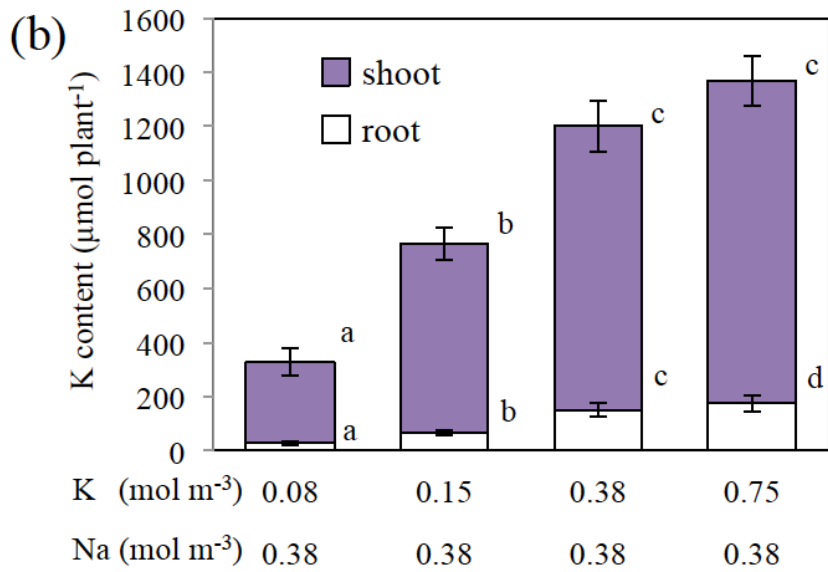 (b)
K content (µmol plant-1)
1600
1400
1200
1000
800
600
400
200
0
shoot
root
a
a
b
b
c
c
c
d
K (mol m-3) 0.08 0.15 0.38 0.75
Na (mol m-3) 0.38 0.38 0.38 0.38